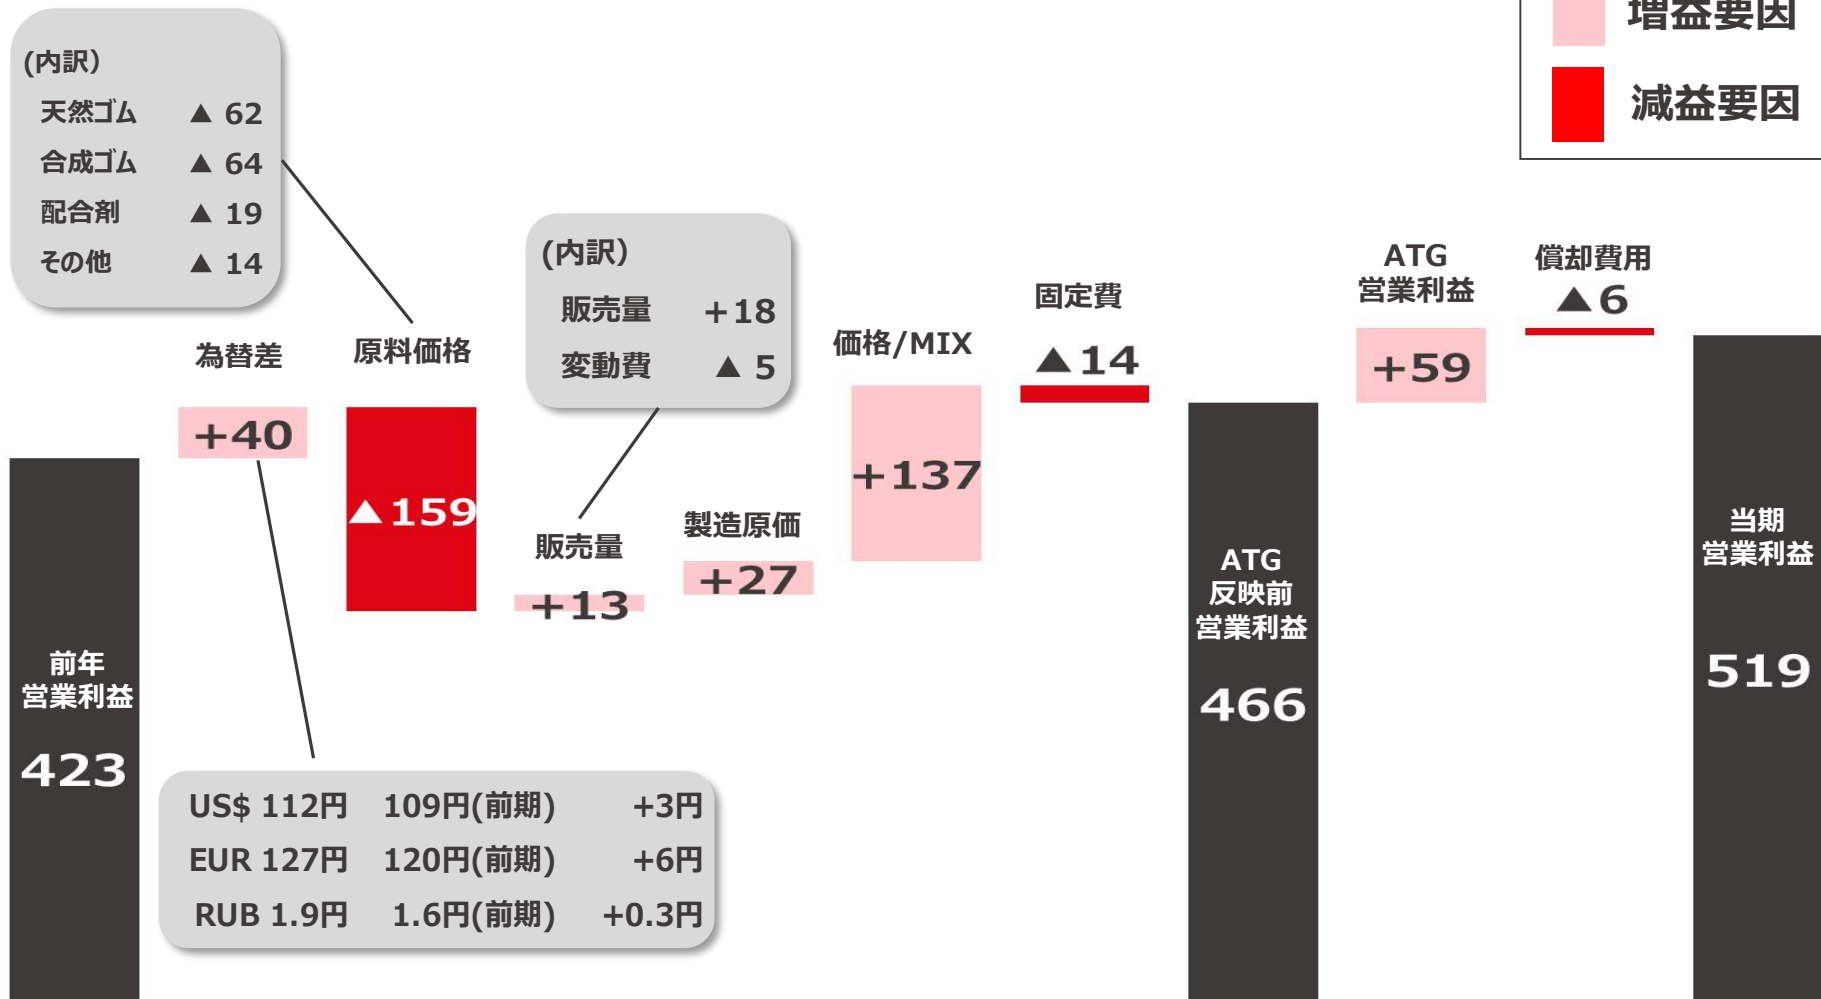 増益要因
減益要因
(内訳）
天然ゴム ▲ 62
合成ゴム ▲ 64
配合剤 ▲ 19
その他 ▲ 14
(内訳）
販売量 +18
変動費 ▲ 5
前年
営業利益
423
為替差
+40
原料価格
▲159
販売量
+13
製造原価
+27
価格/MIX
+137
固定費
▲14
ATG
反映前
営業利益
466
ATG
営業利益
+59
償却費用
▲6
当期
営業利益
519
US$ 112円 109円(前期) +3円
EUR 127円 120円(前期) +6円
RUB 1.9円 1.6円(前期) +0.3円